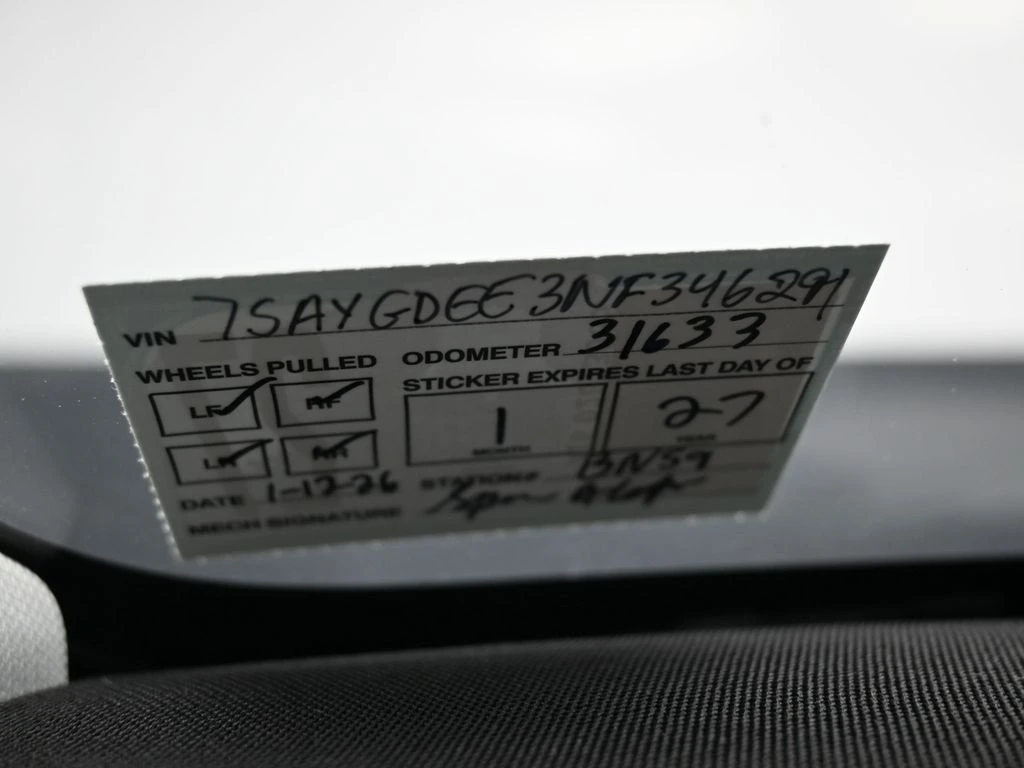 VIN 7SAYGDEE3NF346291
WHEELS PULLED ODOMETER 31633
STICKER EXPIRES LAST DAY OF
LF RF
1 27
MONTH YEAR
LR RR
DATE 1-12-26 STATION# 3N59
MECH SIGNATURE